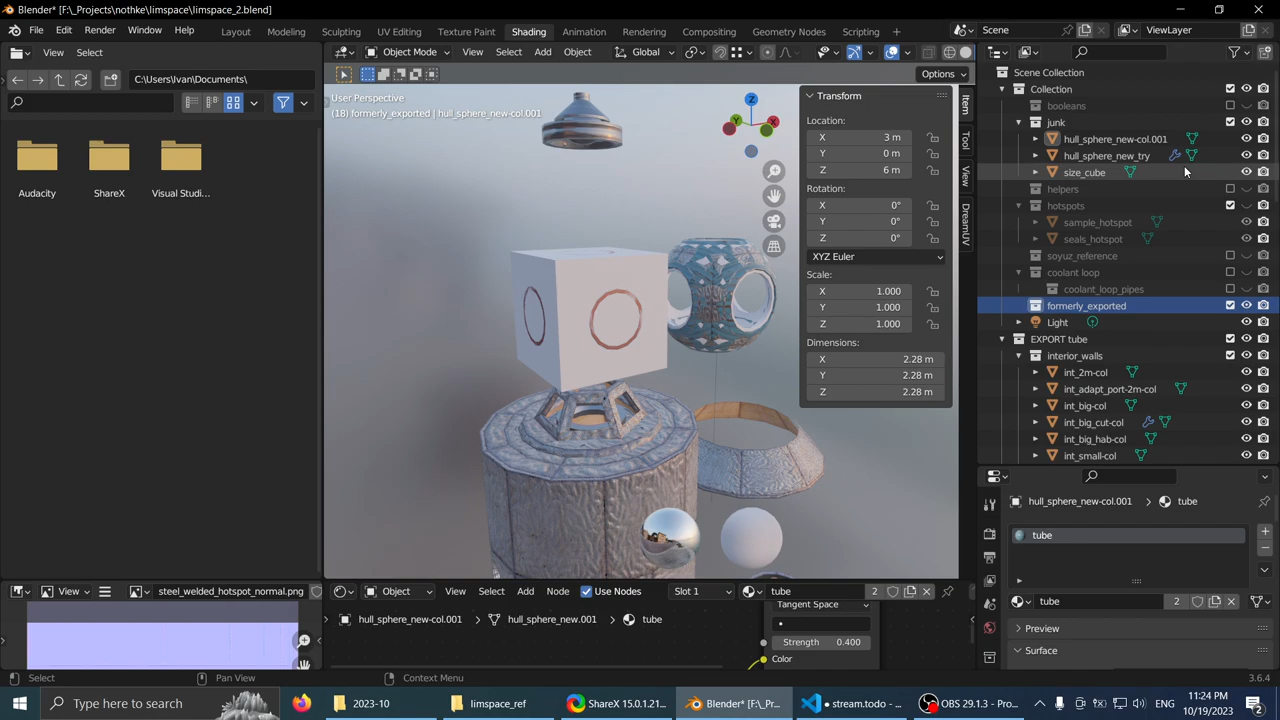 Blender* [F:\_Projects\nothke/limspace/limspace_2.blend]
File Edit Render Window Help
Layout Modeling Sculpting UV Editing Texture Paint Shading Animation Rendering Compositing Geometry Nodes Scripting
Scene
ViewLayer
View Select
Object Mode View Select Add Object Global
C:\Users\Ivan\Documents\
Options
Audacity
ShareX
Visual Studi...
User Perspective
(18) formerly_exported | hull_sphere_new-col.001
Z
Y
X
Transform
Location:
X 3 m
Y 0 m
Z 6 m
Rotation:
X 0°
Y 0°
Z 0°
XYZ Euler
Scale:
X 1.000
Y 1.000
Z 1.000
Dimensions:
X 2.28 m
Y 2.28 m
Z 2.28 m
Item
Tool
View
DreamUV
Scene Collection
Collection
booleans
junk
hull_sphere_new-col.001
hull_sphere_new_try
size_cube
helpers
hotspots
sample_hotspot
seals_hotspot
soyuz_reference
coolant loop
coolant_loop_pipes
formerly_exported
Light
EXPORT tube
interior_walls
int_2m-col
int_adapt_port-2m-col
int_big-col
int_big_cut-col
int_big_hab-col
int_small-col
hull_sphere_new-col.001 tube
tube
tube 2
Preview
Surface
View steel_welded_hotspot_normal.png
Object View Select Add Node Use Nodes Slot 1 tube 2
hull_sphere_new-col.001 hull_sphere_new.001 tube
Tangent Space
Strength 0.400
Color
Select Pan View Context Menu 3.6.4
Type here to search
2023-10
limspace_ref
ShareX 15.0.1.21...
Blender* [F:\_Pr...
• stream.todo - ...
OBS 29.1.3 - Pro...
ENG
11:24 PM
10/19/2023